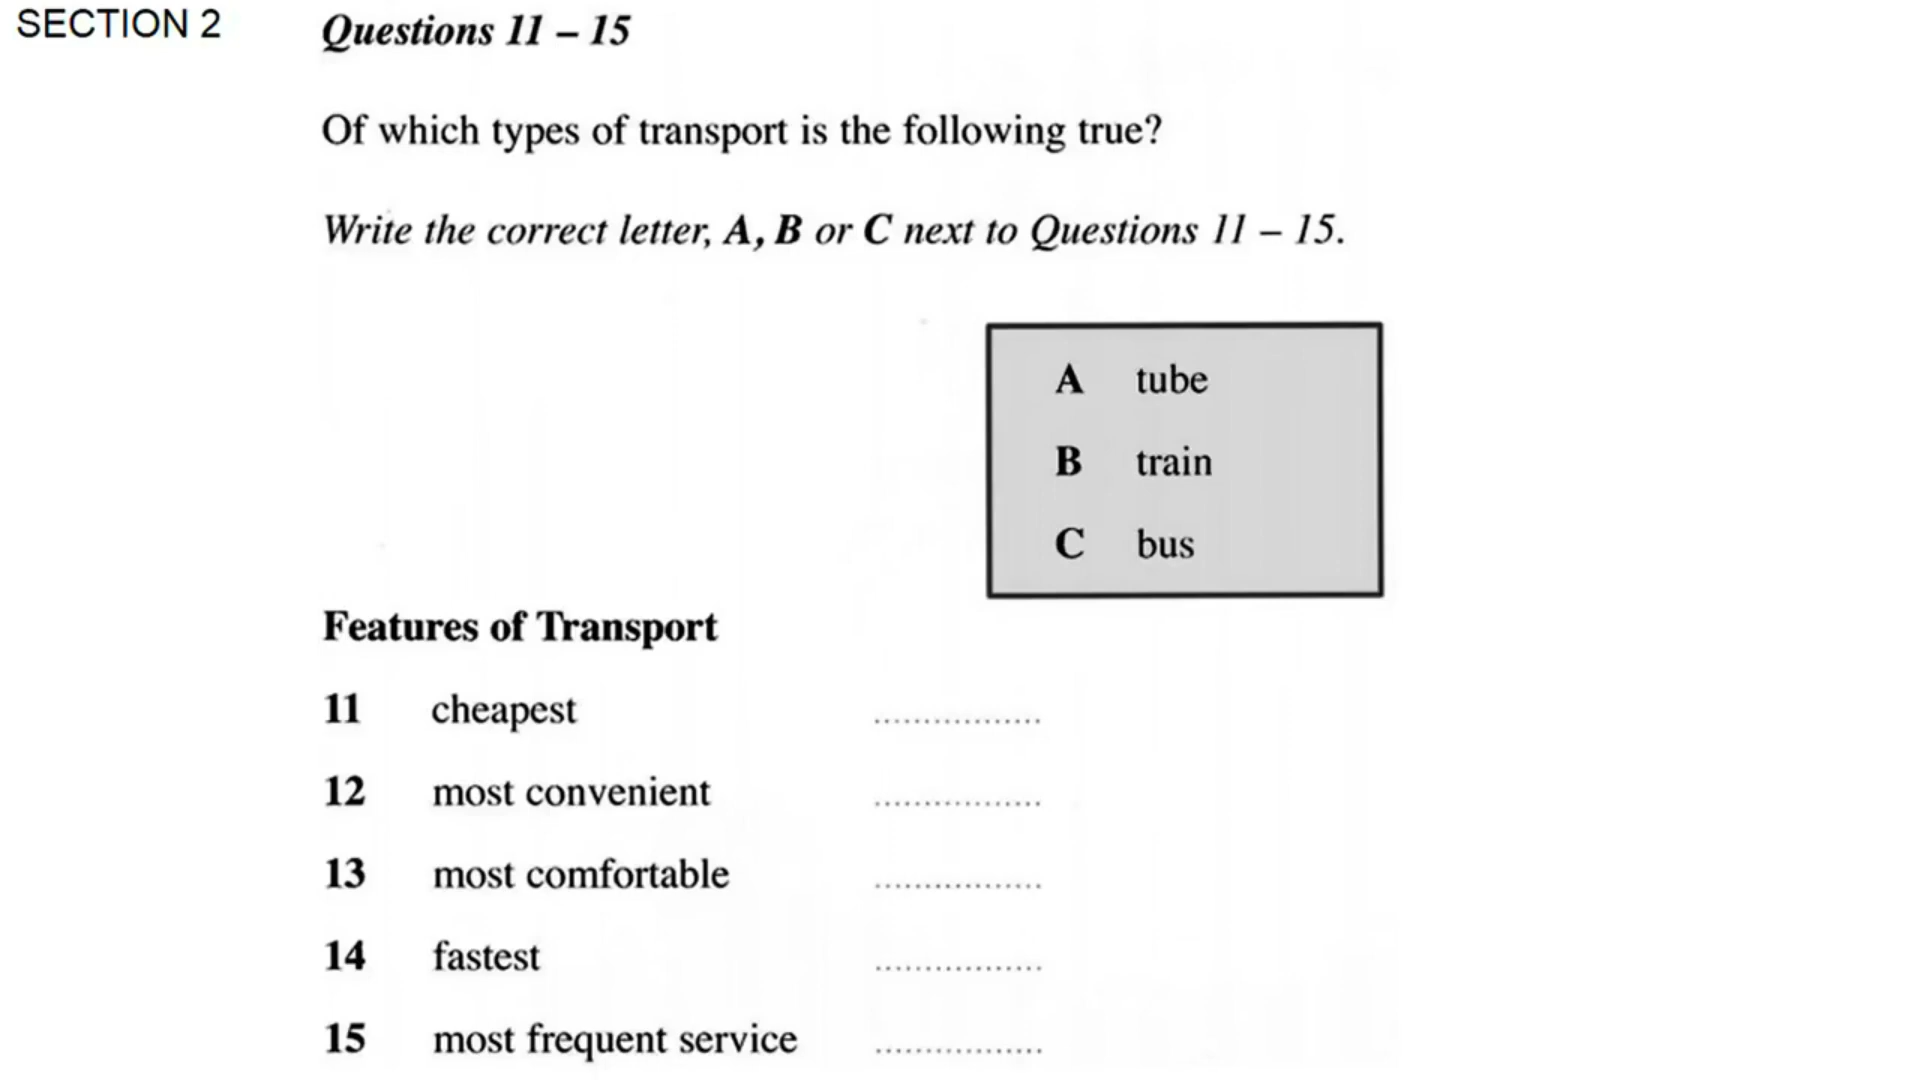 SECTION 2
Questions 11 – 15
Of which types of transport is the following true?
Write the correct letter, A, B or C next to Questions 11 – 15.
A tube
B train
C bus
Features of Transport
11 cheapest ................
12 most convenient ................
13 most comfortable ................
14 fastest ................
15 most frequent service ................